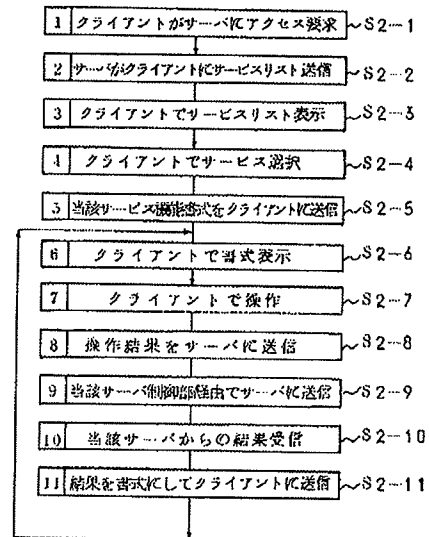 1 クライアントがサーバにアクセス要求 S2-1
2 サーバがクライアントにサービスリスト送信 S2-2
3 クライアントでサービスリスト表示 S2-3
4 クライアントでサービス選択 S2-4
5 当該サービス機能書式をクライアントに送信 S2-5
6 クライアントで書式表示 S2-6
7 クライアントで操作 S2-7
8 操作結果をサーバに送信 S2-8
9 当該サーバ制御部経由でサーバに送信 S2-9
10 当該サーバからの結果受信 S2-10
11 結果を書式にしてクライアントに送信 S2-11